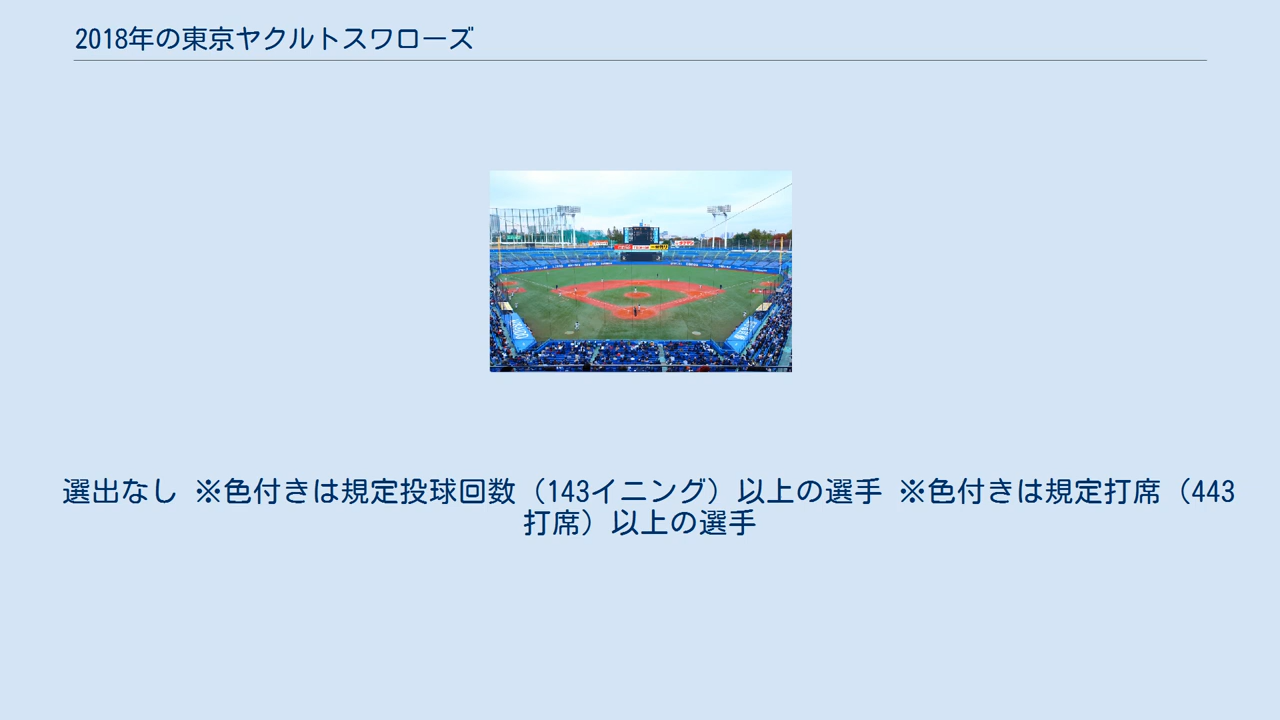 2018年の東京ヤクルトスワローズ
選出なし ※色付きは規定投球回数（143イニング）以上の選手 ※色付きは規定打席（443
打席）以上の選手